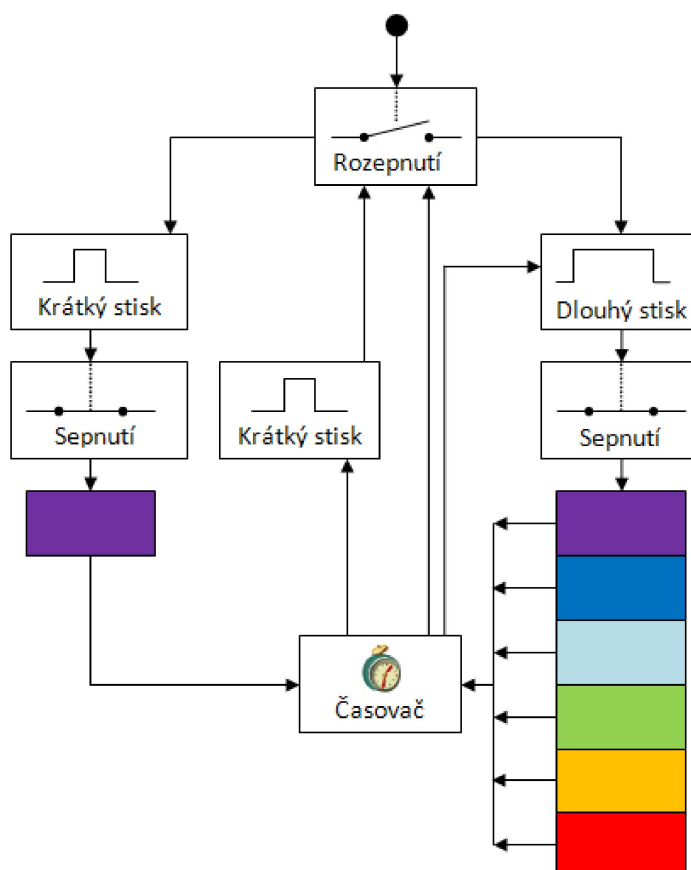 Rozepnutí
Krátký stisk
Dlouhý stisk
Sepnutí
Krátký stisk
Sepnutí
Časovač